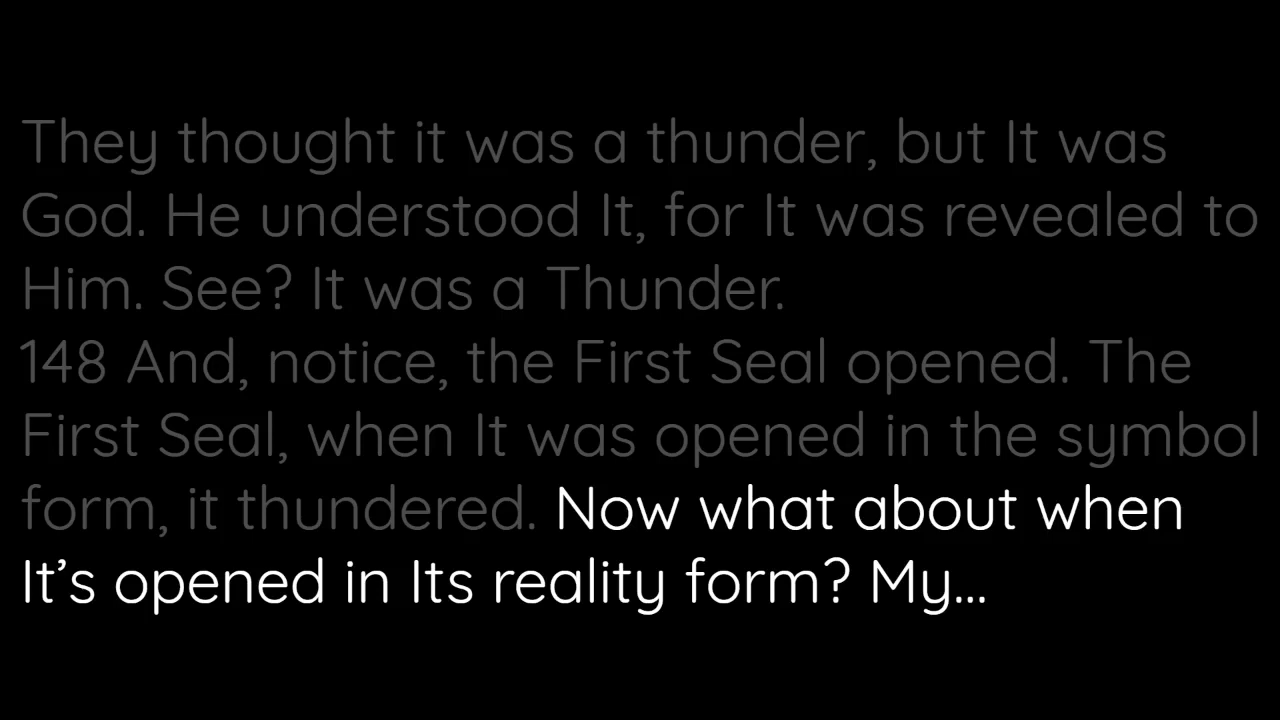 They thought it was a thunder, but It was
God. He understood It, for It was revealed to
Him. See? It was a Thunder.
148 And, notice, the First Seal opened. The
First Seal, when It was opened in the symbol
form, it thundered. Now what about when
It’s opened in Its reality form? My...